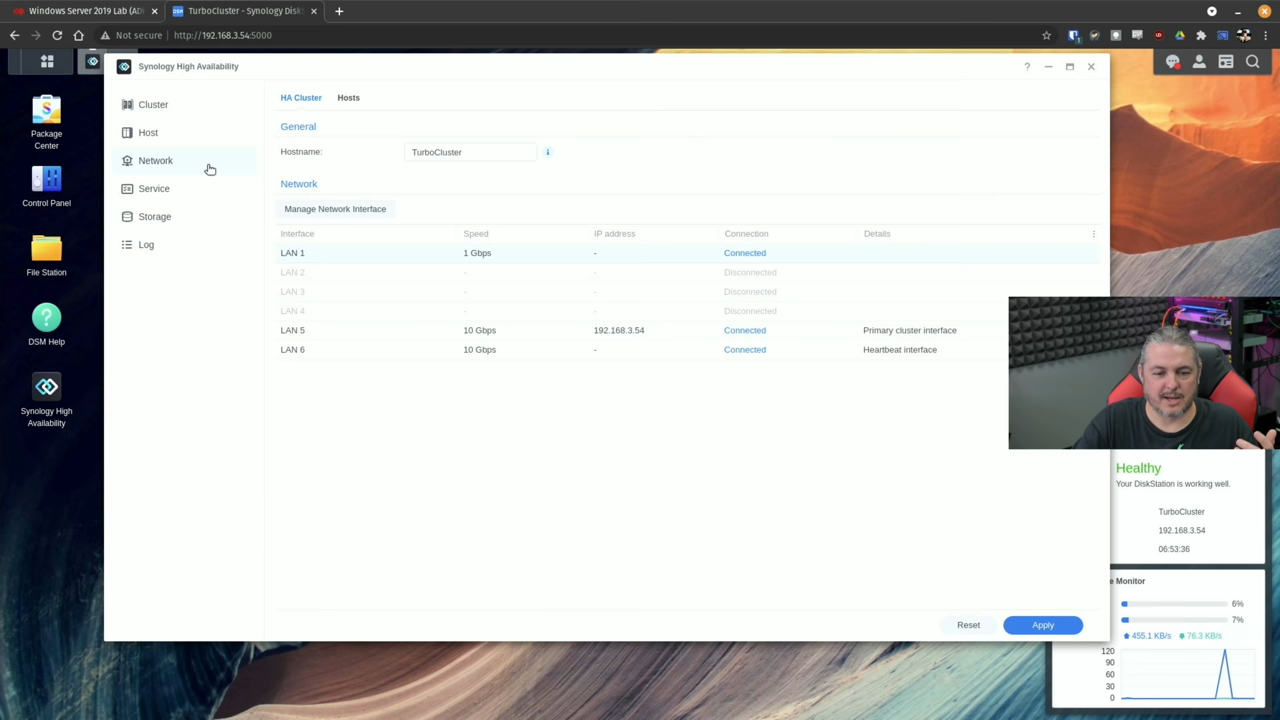 Windows Server 2019 Lab (AD
TurboCluster - Synology Disk
Not secure
http://192.168.3.54:5000
Package
Center
Control Panel
File Station
DSM Help
Synology High
Availability
Synology High Availability
Cluster
Host
Network
Service
Storage
Log
HA Cluster
Hosts
General
Hostname:
TurboCluster
Network
Manage Network Interface
Interface Speed IP address Connection Details
LAN 1 1 Gbps - Connected
LAN 2 - - Disconnected
LAN 3 - - Disconnected
LAN 4 - - Disconnected
LAN 5 10 Gbps 192.168.3.54 Connected Primary cluster interface
LAN 6 10 Gbps - Connected Heartbeat interface
Reset
Apply
Healthy
Your DiskStation is working well.
TurboCluster
192.168.3.54
06:53:36
e Monitor
6%
7%
455.1 KB/s 76.3 KB/s
120
90
60
30
0